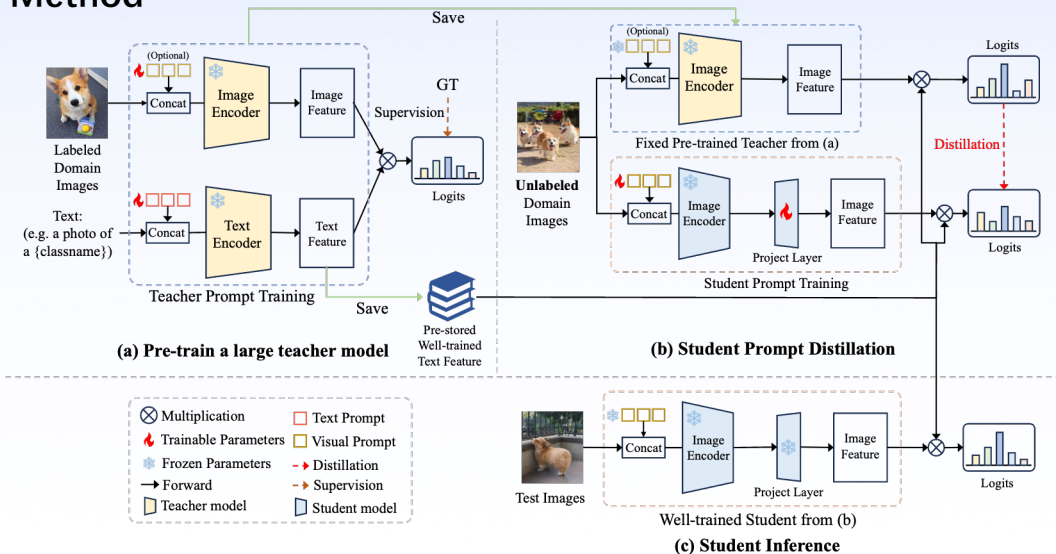 Method
Save
(Optional)
Concat
Image
Encoder
Image
Feature
Labeled
Domain
Images
GT
Supervision
Logits
Text:
(e.g. a photo of
a {classname})
Concat
Text
Encoder
Text
Feature
Teacher Prompt Training
Save
Pre-stored
Well-trained
Text Feature
(a) Pre-train a large teacher model
(Optional)
Concat
Image
Encoder
Image
Feature
Logits
Fixed Pre-trained Teacher from (a)
Distillation
Unlabeled
Domain
Images
Concat
Image
Encoder
Project Layer
Image
Feature
Logits
Student Prompt Training
(b) Student Prompt Distillation
Multiplication
Text Prompt
Trainable Parameters
Visual Prompt
Frozen Parameters
Distillation
Forward
Supervision
Teacher model
Student model
Test Images
Concat
Image
Encoder
Project Layer
Image
Feature
Logits
Well-trained Student from (b)
(c) Student Inference